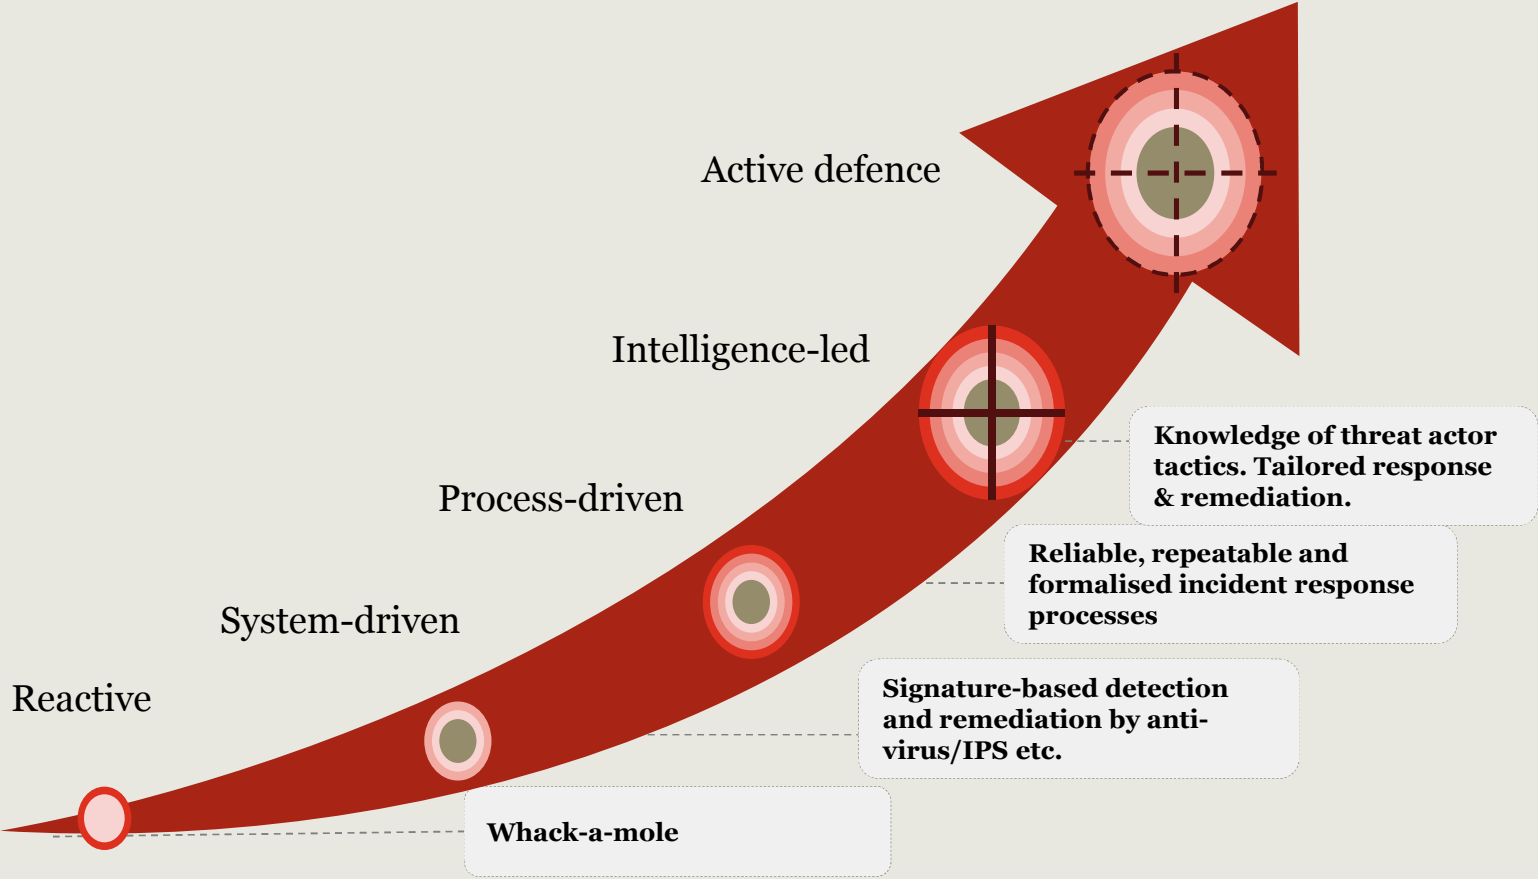 Active defence
Intelligence-led
Knowledge of threat actor
tactics. Tailored response
& remediation.
Process-driven
Reliable, repeatable and
formalised incident response
processes
System-driven
Signature-based detection
and remediation by anti-
virus/IPS etc.
Reactive
Whack-a-mole